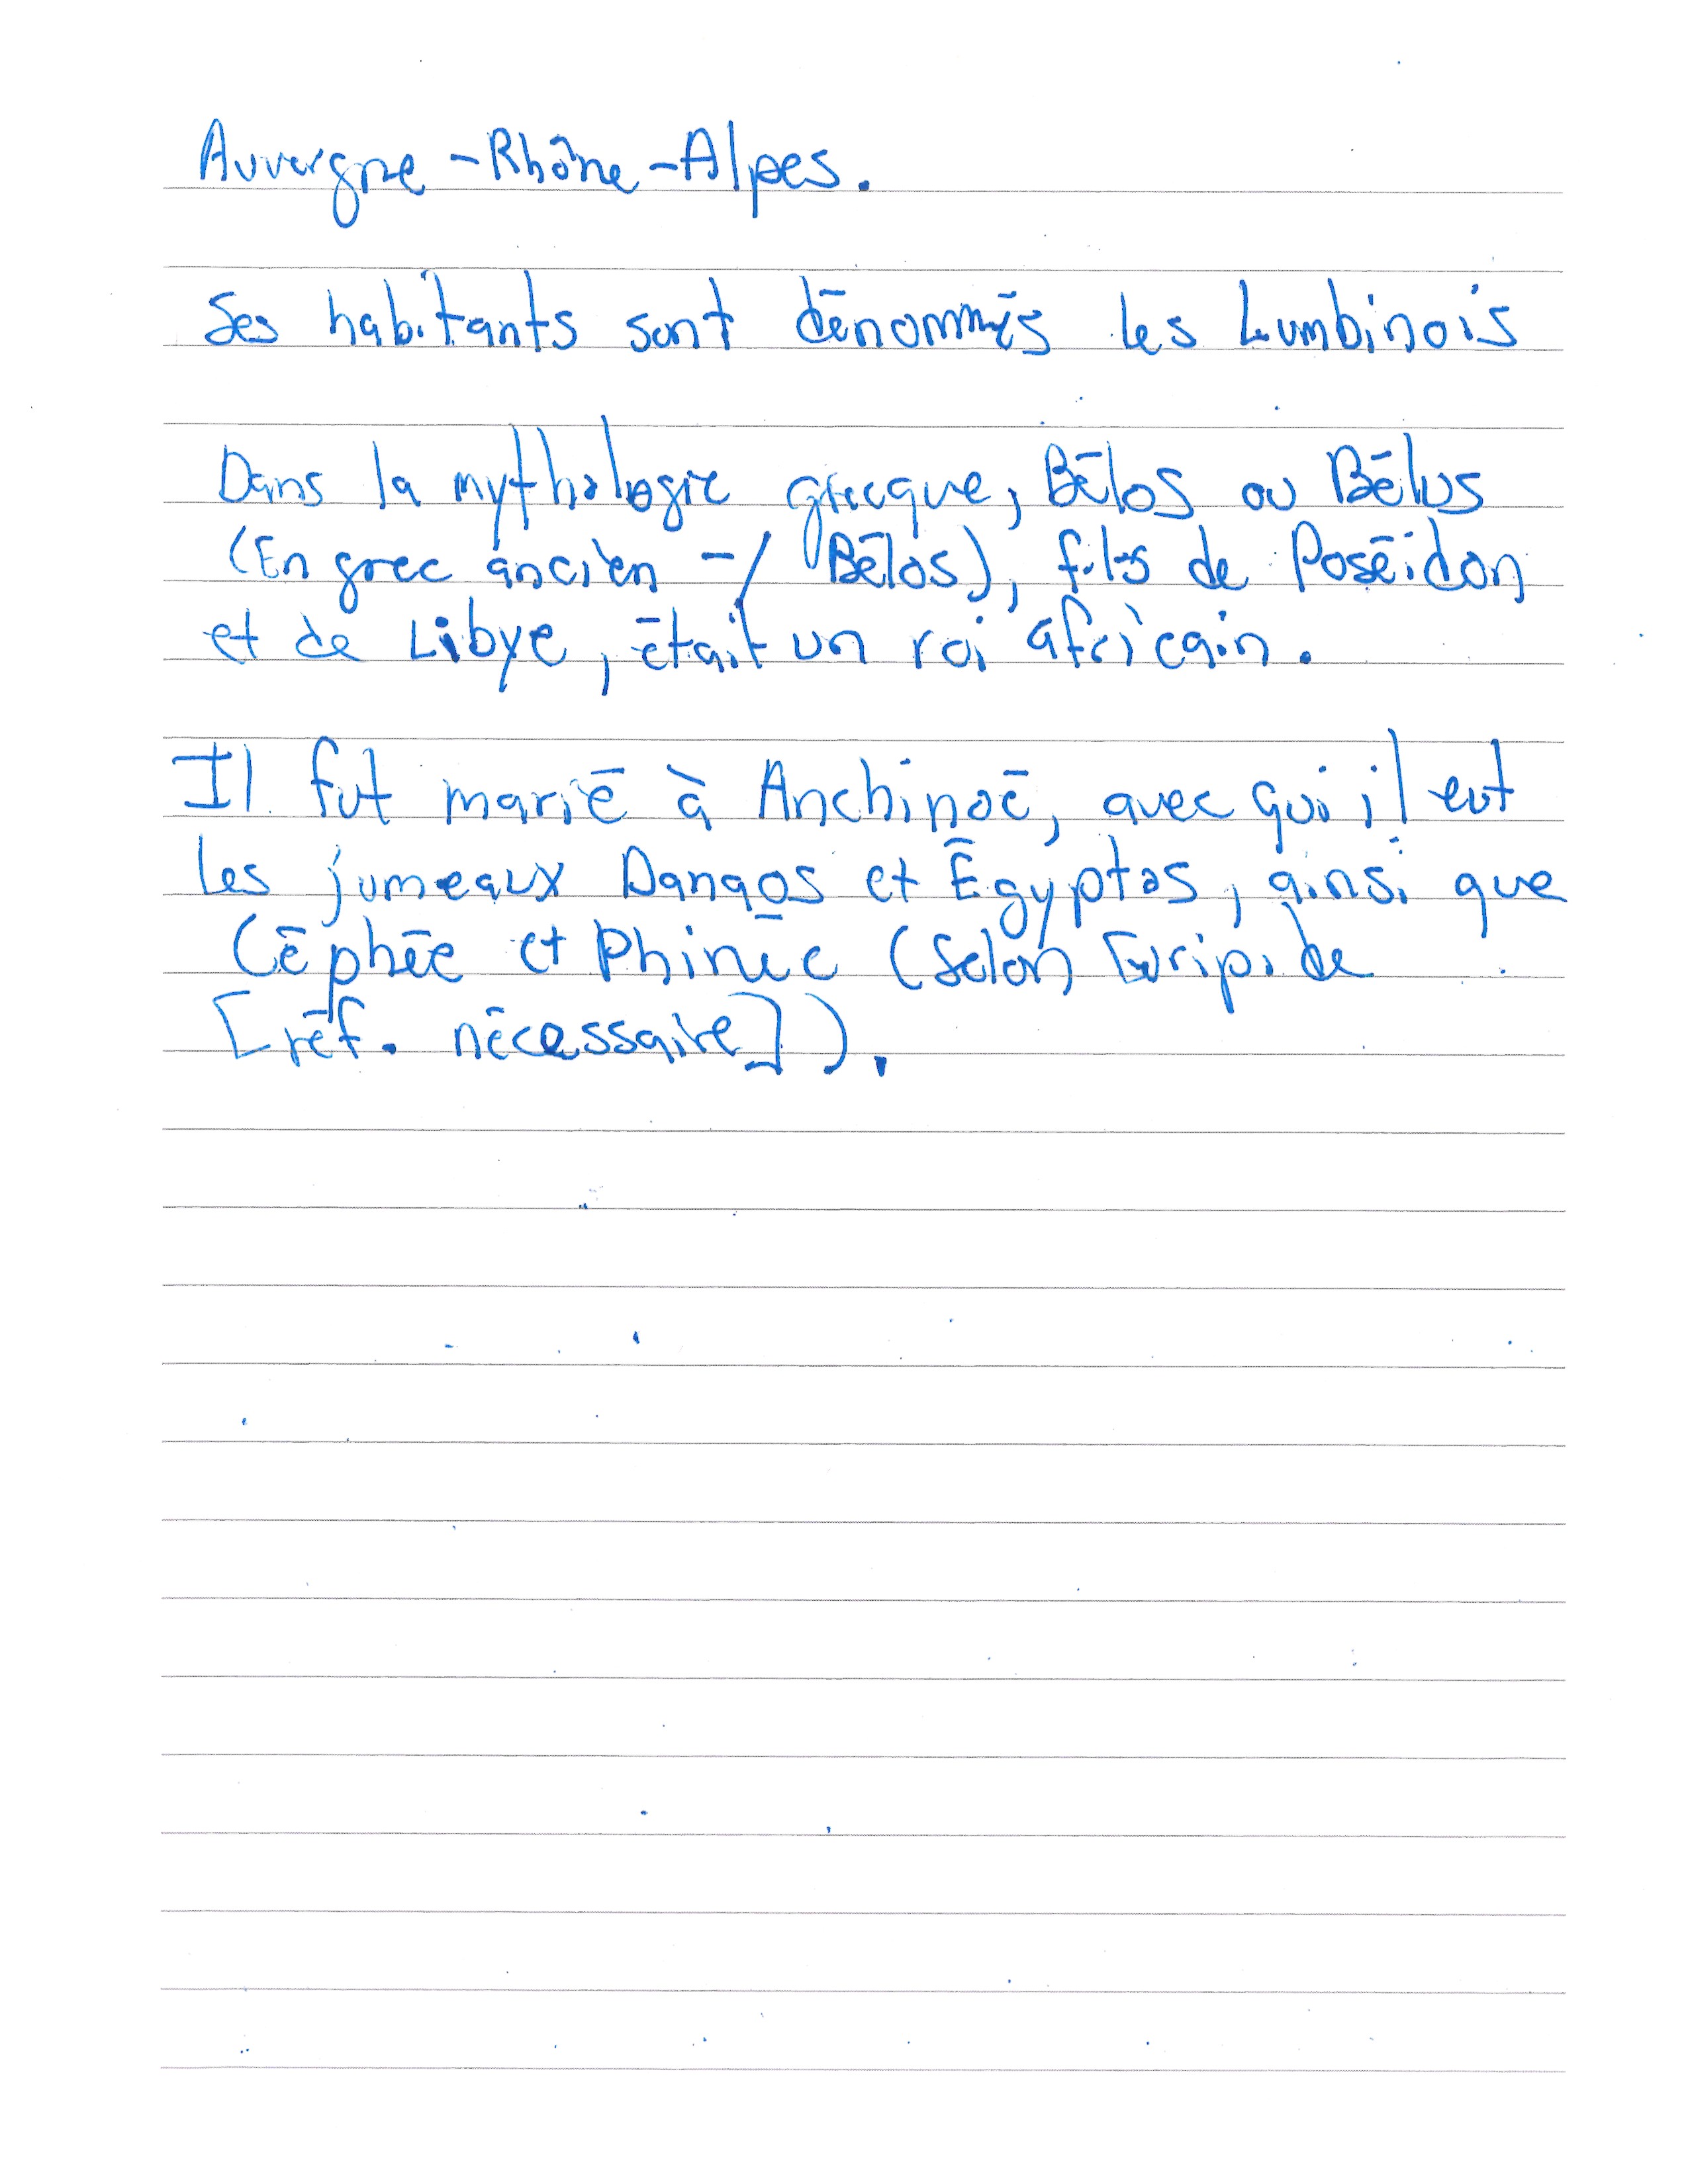 Auvergne-Rhône-Alpes.
Ses habitants sont dénommés les Lumbinois
Dans la mythologie grecque, Bélos ou Bélus
(En grec ancien -/ Bêlos), fils de Poséidon
et de Libye, était un roi africain.
Il fut marié à Anchinoé, avec qui il eut
les jumeaux Danaos et Égyptos, ainsi que
Céphée et Phinée (Selon Euripide
[réf. nécessaire]).